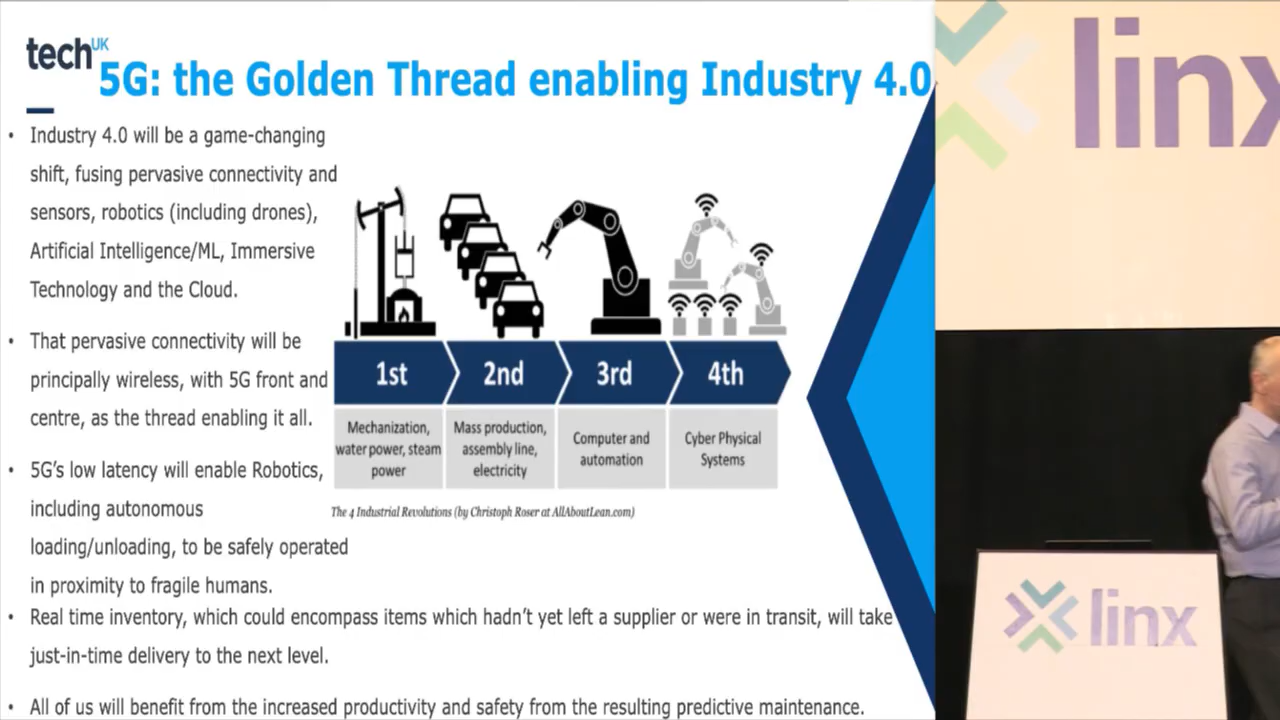 techUK
5G: the Golden Thread enabling Industry 4.0
• Industry 4.0 will be a game-changing
shift, fusing pervasive connectivity and
sensors, robotics (including drones),
Artificial Intelligence/ML, Immersive
Technology and the Cloud.
• That pervasive connectivity will be
principally wireless, with 5G front and
centre, as the thread enabling it all.
• 5G’s low latency will enable Robotics,
including autonomous
loading/unloading, to be safely operated
in proximity to fragile humans.
• Real time inventory, which could encompass items which hadn’t yet left a supplier or were in transit, will take
just-in-time delivery to the next level.
• All of us will benefit from the increased productivity and safety from the resulting predictive maintenance.
1st
2nd
3rd
4th
Mechanization,
water power, steam
power
Mass production,
assembly line,
electricity
Computer and
automation
Cyber Physical
Systems
The 4 Industrial Revolutions (by Christoph Roser at AllAboutLean.com)
linx
linx